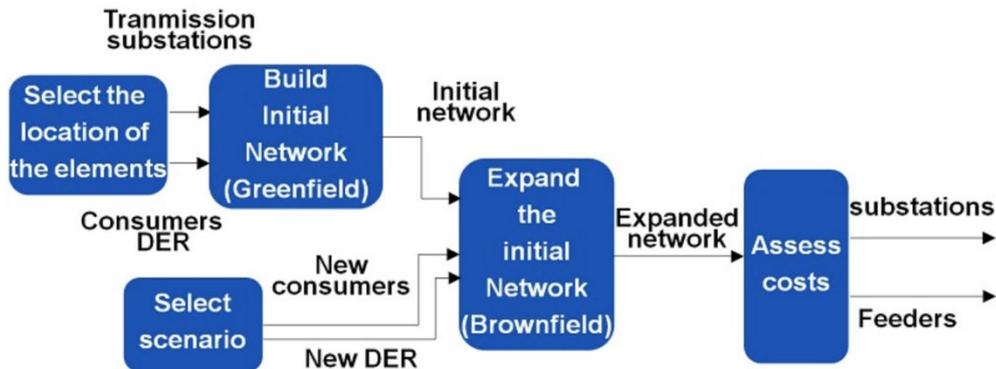 Tranmission
substations
Select the
location of
the elements
Build
Initial
Network
(Greenfield)
Initial
network
Consumers
DER
New
consumers
Select
scenario
New DER
Expand
the
initial
Network
(Brownfield)
Expanded
network
Assess
costs
substations
Feeders